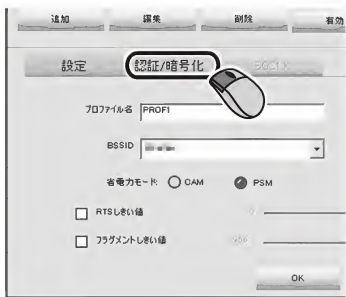 追加 編集 削除 有効
設定 認証/暗号化
プロファイル名 PROF1
BSSID
省電力モード: CAM PSM
RTSしきい値
フラグメントしきい値
OK